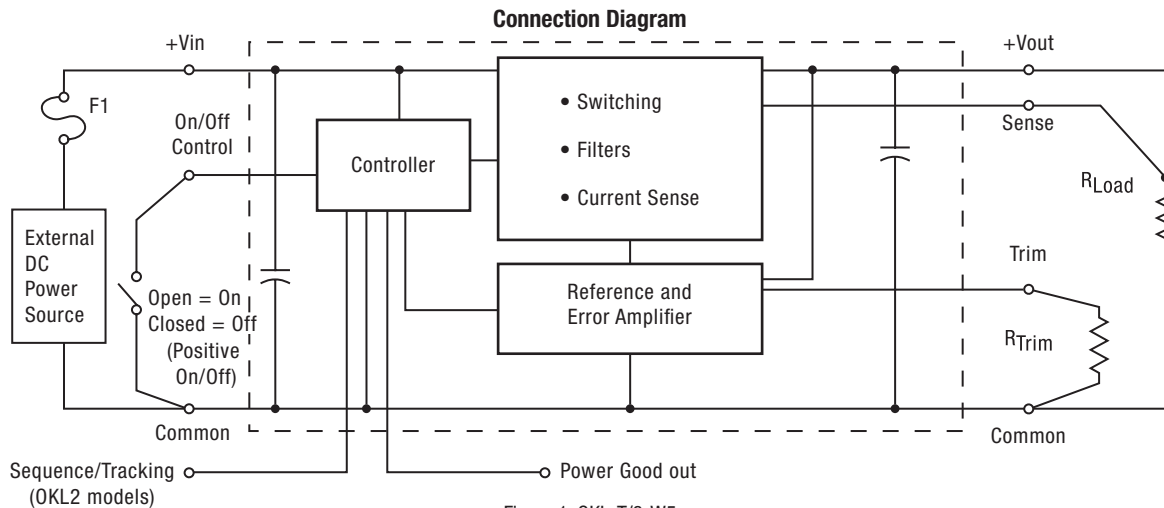 Connection Diagram
+Vin
+Vout
F1
On/Off
Control
Controller
• Switching
• Filters
• Current Sense
Sense
RLoad
External
DC
Power
Source
Open = On
Closed = Off
(Positive
On/Off)
Reference and
Error Amplifier
Trim
RTrim
Common
Common
Sequence/Tracking
(OKL2 models)
Power Good out